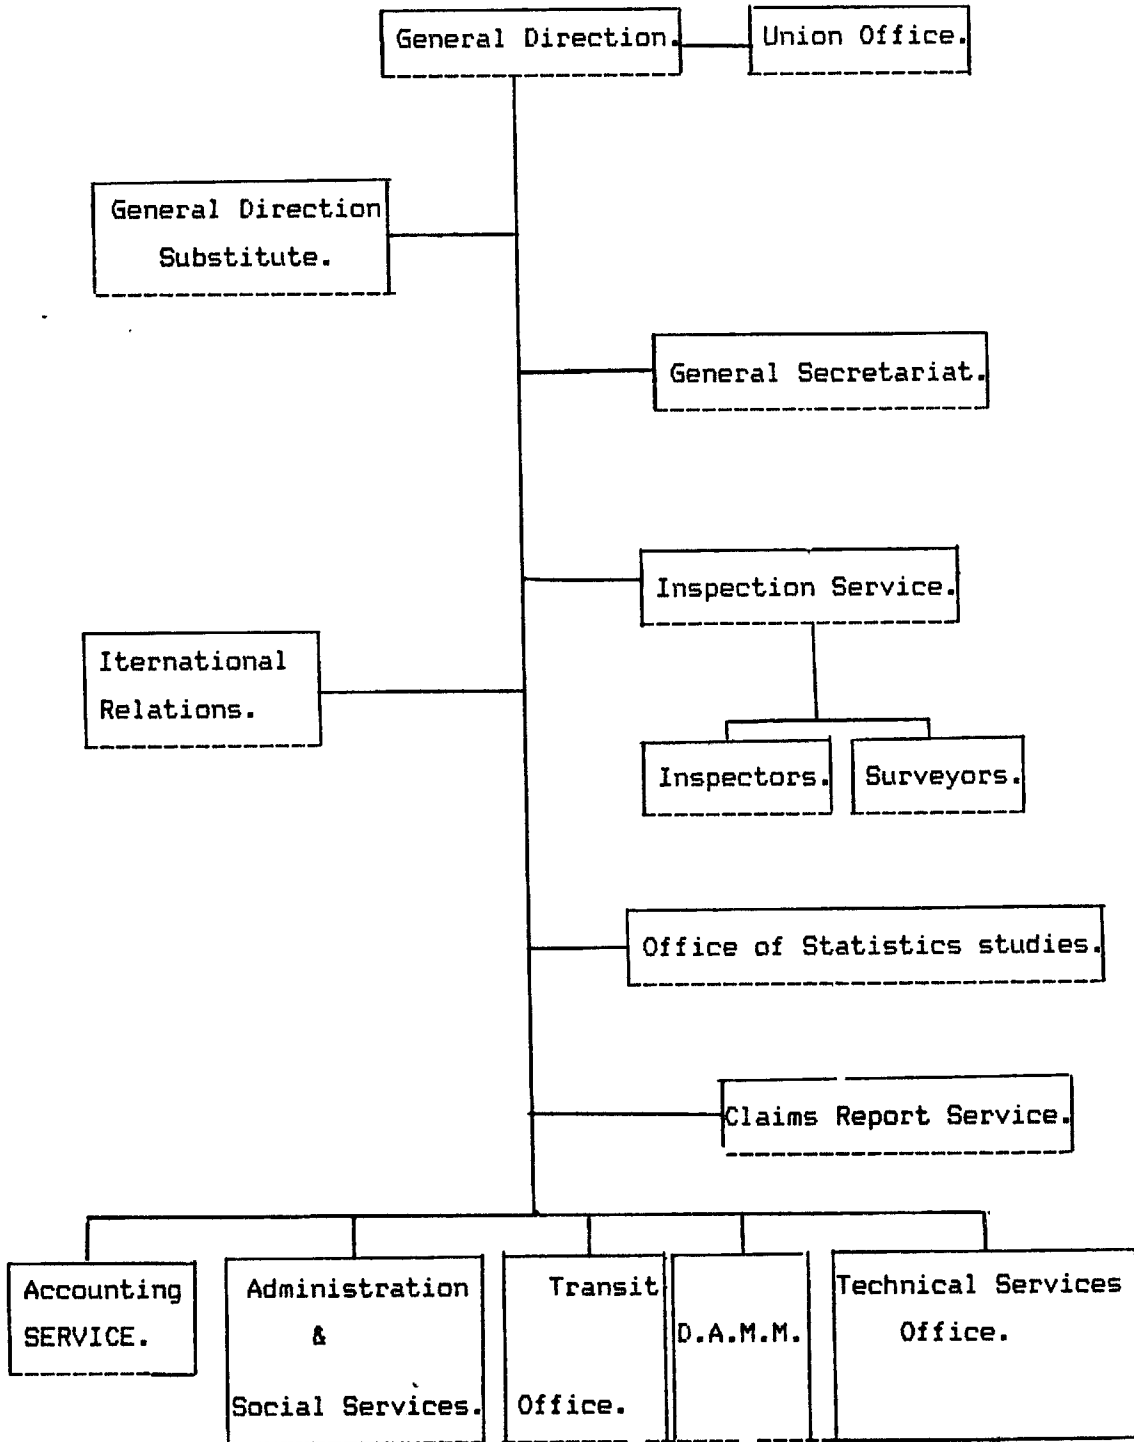 General Direction.
Union Office.
General Direction
Substitute.
General Secretariat.
Inspection Service.
Iternational
Relations.
Inspectors.
Surveyors.
Office of Statistics studies.
Claims Report Service.
Accounting
SERVICE.
Administration
&
Social Services.
Transit
Office.
D.A.M.M.
Technical Services
Office.